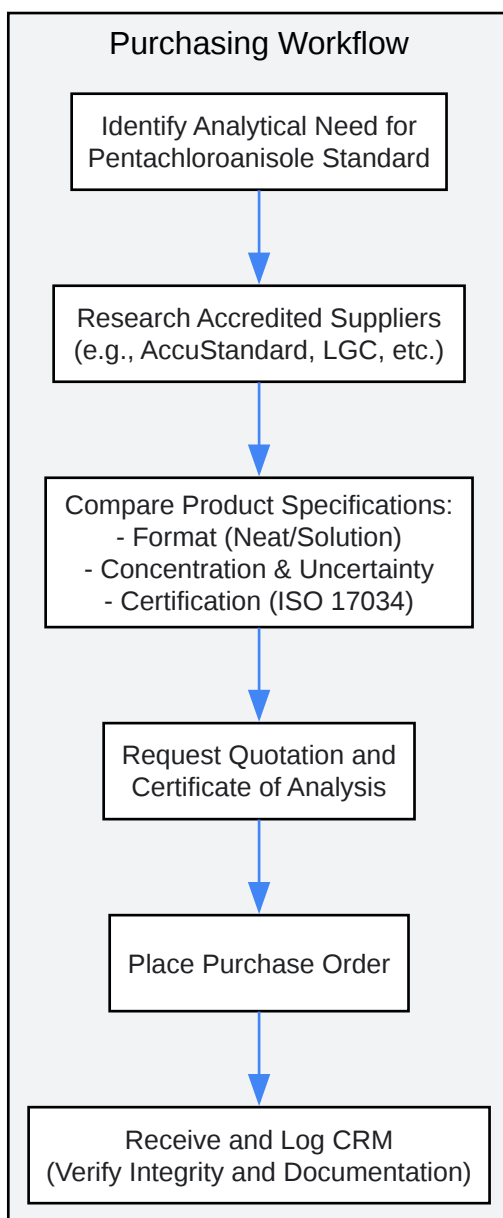 Purchasing Workflow
Identify Analytical Need for
Pentachloroanisole Standard
Research Accredited Suppliers
(e.g., AccuStandard, LGC, etc.)
Compare Product Specifications:
- Format (Neat/Solution)
- Concentration & Uncertainty
- Certification (ISO 17034)
Request Quotation and
Certificate of Analysis
Place Purchase Order
Receive and Log CRM
(Verify Integrity and Documentation)